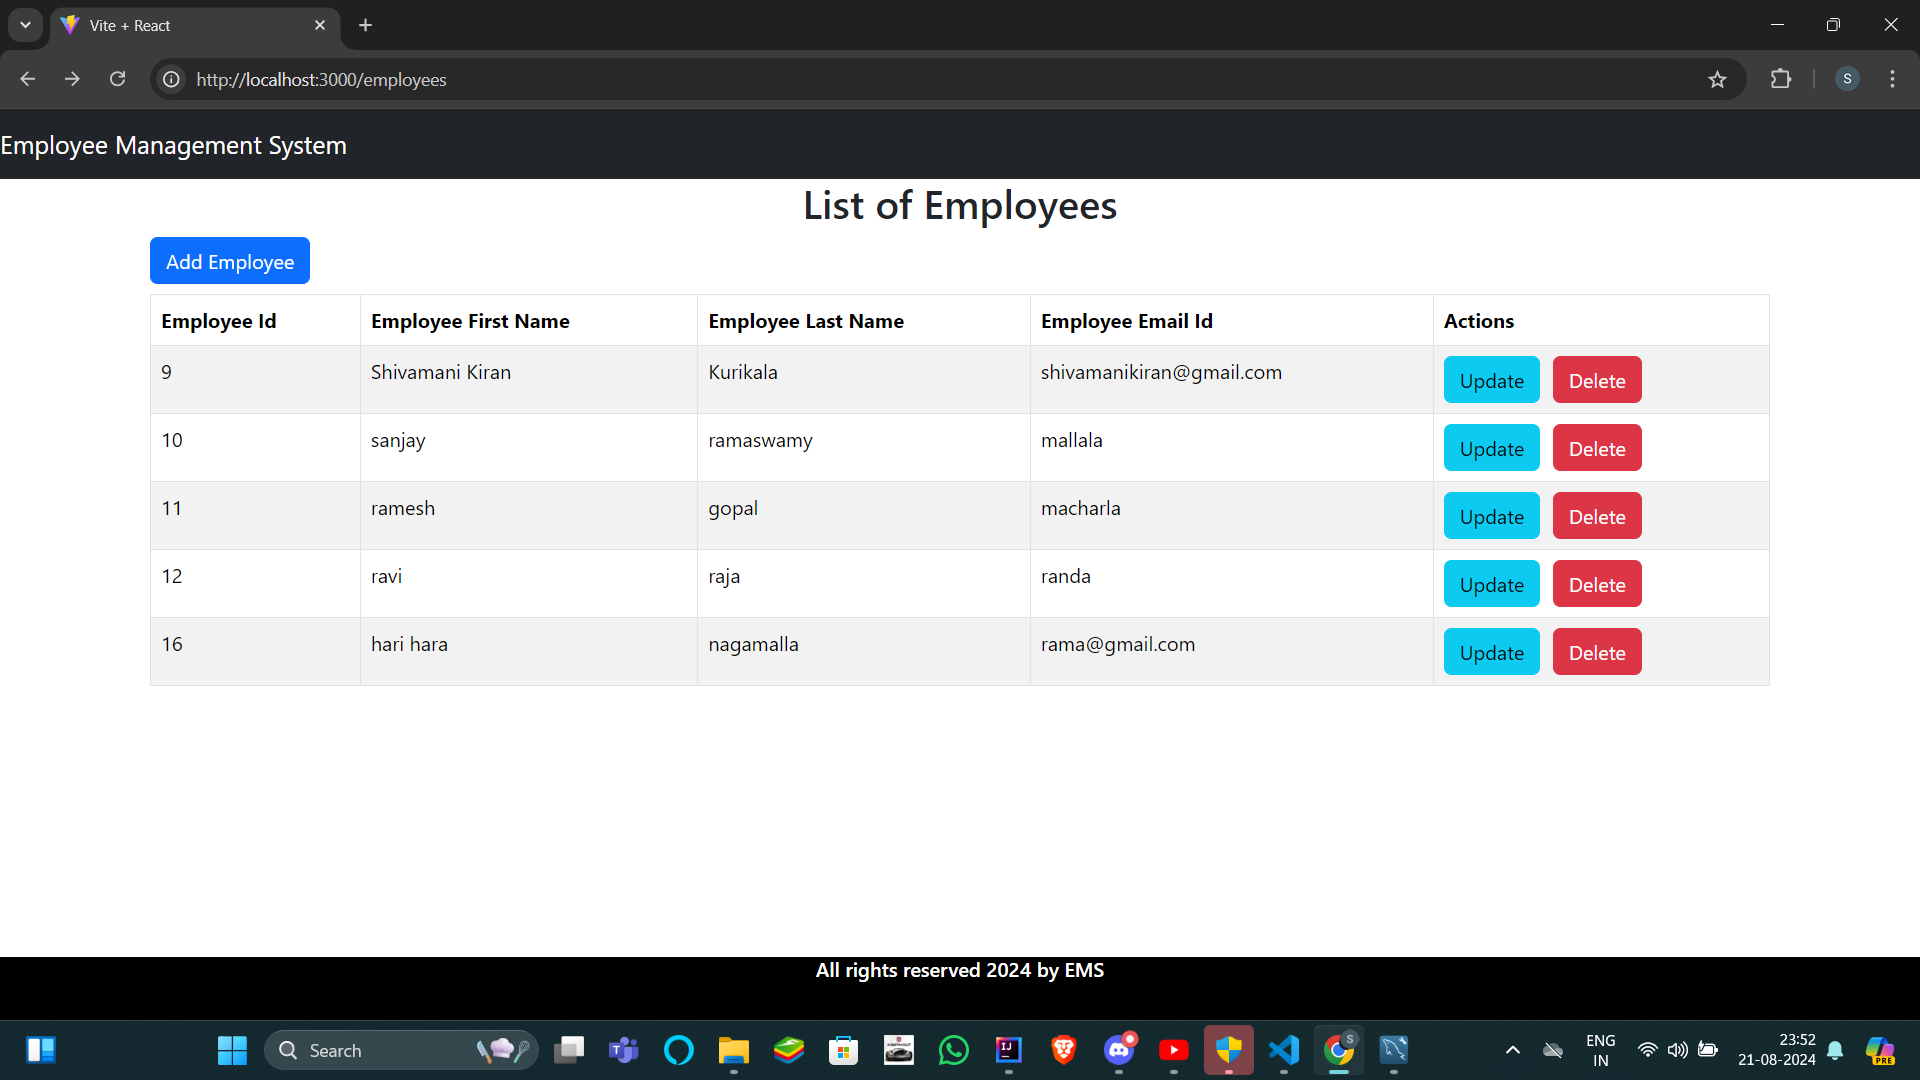 Vite + React
http://localhost:3000/employees
S
Employee Management System
List of Employees
Add Employee
Employee Id Employee First Name Employee Last Name Employee Email Id Actions
9 Shivamani Kiran Kurikala shivamanikiran@gmail.com Update Delete
10 sanjay ramaswamy mallala Update Delete
11 ramesh gopal macharla Update Delete
12 ravi raja randa Update Delete
16 hari hara nagamalla rama@gmail.com Update Delete
All rights reserved 2024 by EMS
Search
T
IJ
S
ENG
IN
23:52
21-08-2024
PRE